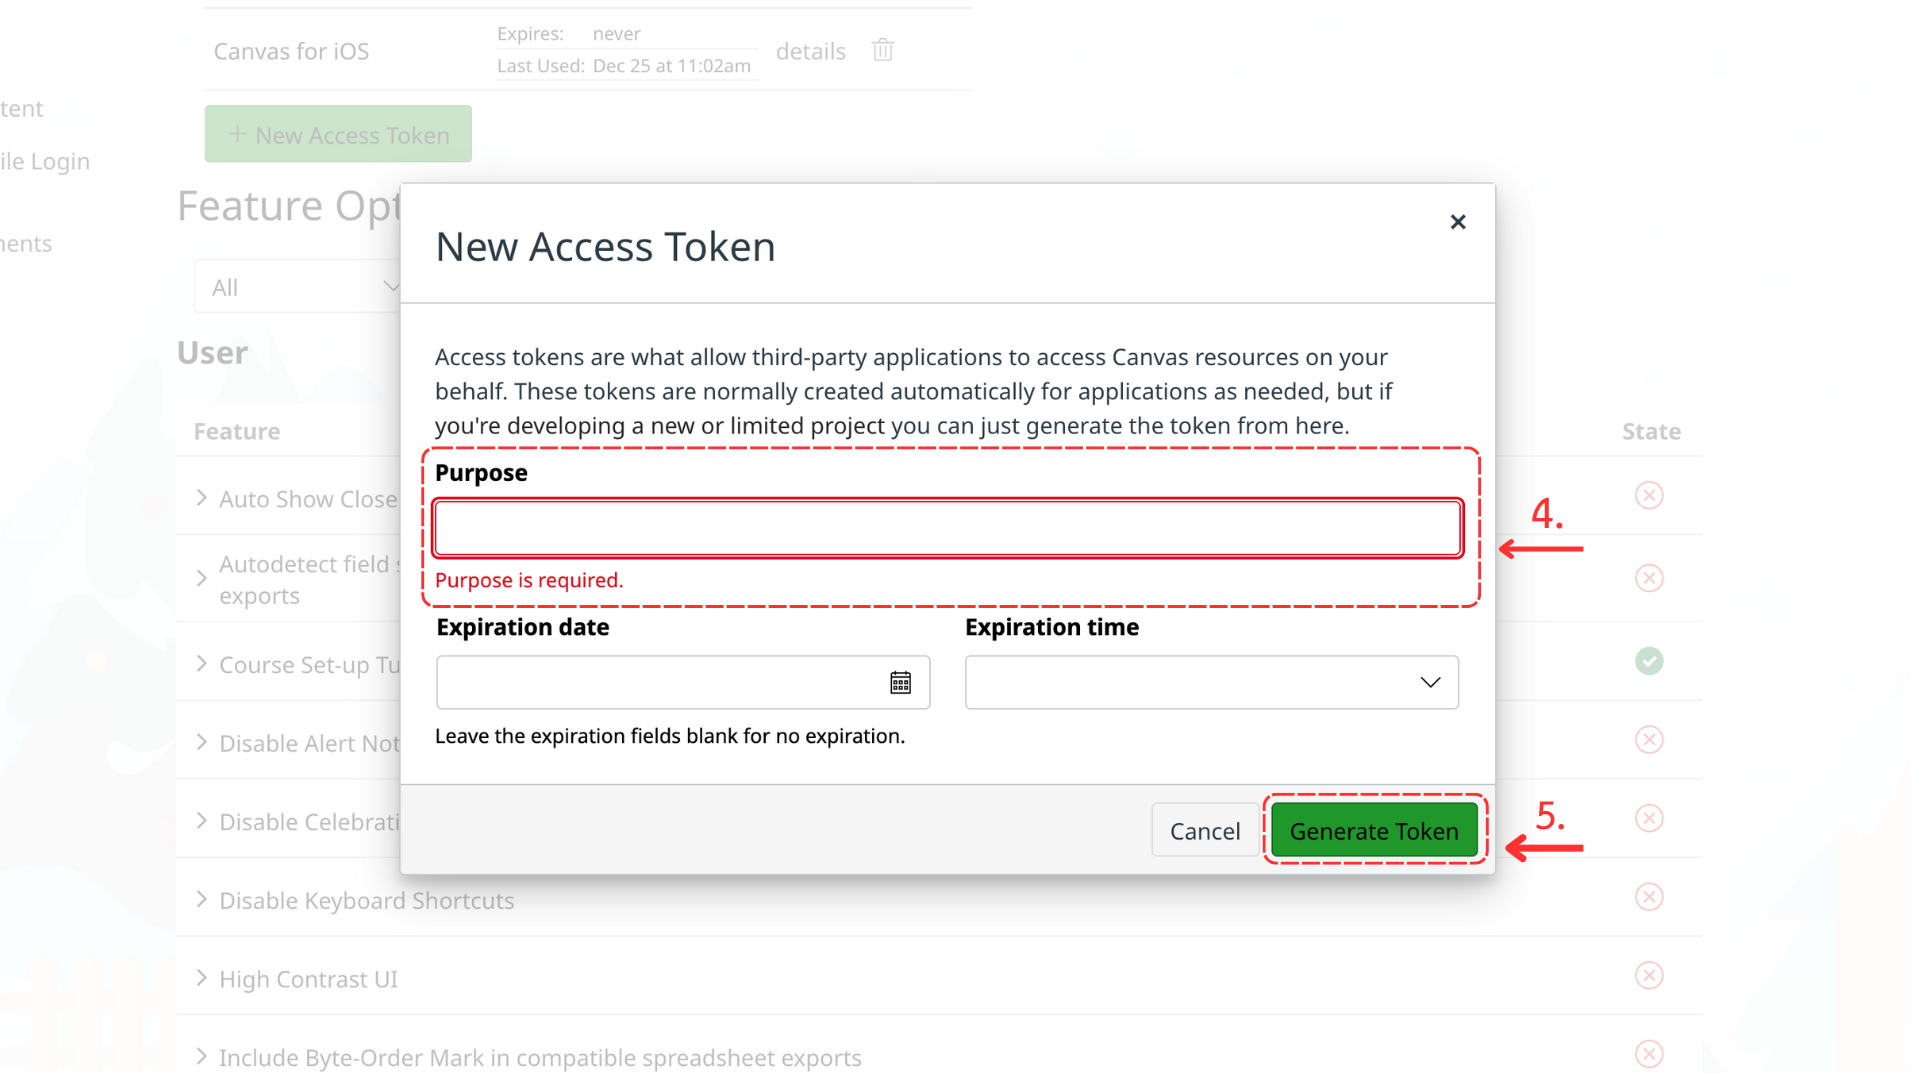 Canvas for iOS
Expires: never
Last Used: Dec 25 at 11:02am
details
tent
New Access Token
ile Login
Feature Opt
nents
All
User
Feature
State
Auto Show Close
Autodetect field s
exports
Course Set-up Tu
Disable Alert Not
Disable Celebrati
Disable Keyboard Shortcuts
High Contrast UI
Include Byte-Order Mark in compatible spreadsheet exports
New Access Token
Access tokens are what allow third-party applications to access Canvas resources on your
behalf. These tokens are normally created automatically for applications as needed, but if
you're developing a new or limited project you can just generate the token from here.
Purpose
Purpose is required.
4.
Expiration date
Expiration time
Leave the expiration fields blank for no expiration.
Cancel
Generate Token
5.